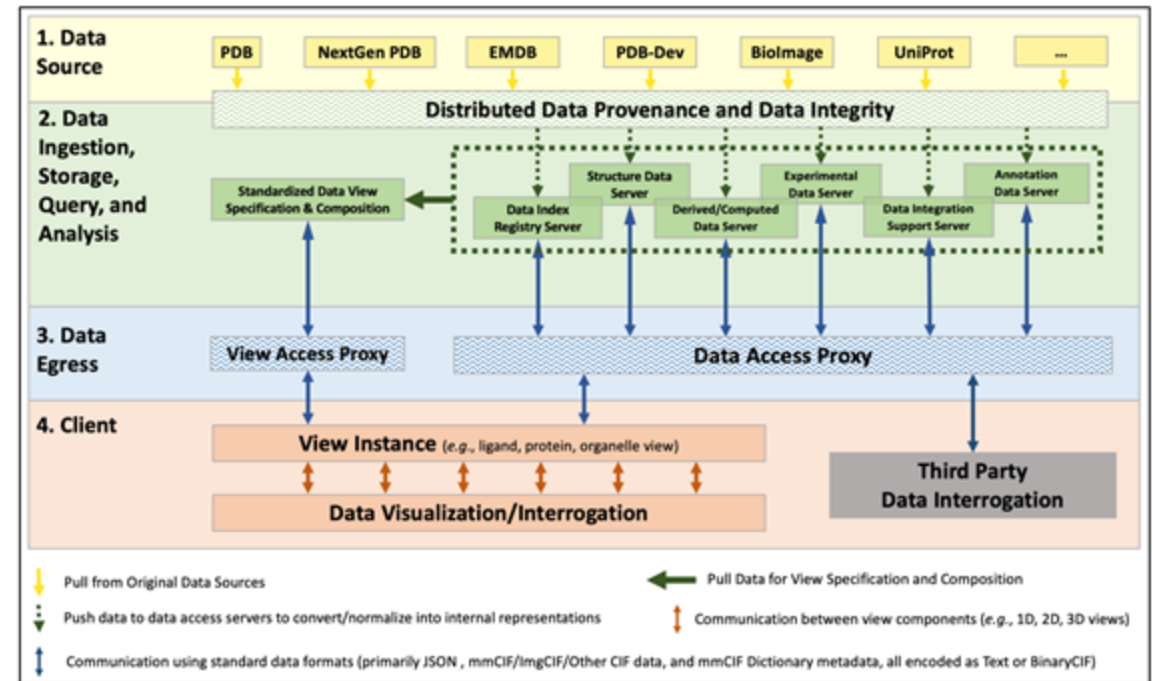 1. Data
Source
PDB
NextGen PDB
EMDB
PDB-Dev
BioImage
UniProt
...
Distributed Data Provenance and Data Integrity
2. Data
Ingestion,
Storage,
Query, and
Analysis
Standardized Data View
Specification & Composition
Data Index
Registry Server
Structure Data
Server
Derived/Computed
Data Server
Experimental
Data Server
Data Integration
Support Server
Annotation
Data Server
3. Data
Egress
View Access Proxy
Data Access Proxy
4. Client
View Instance (e.g., ligand, protein, organelle view)
Data Visualization/Interrogation
Third Party
Data Interrogation
Pull from Original Data Sources
Pull Data for View Specification and Composition
Push data to data access servers to convert/normalize into internal representations
Communication between view components (e.g., 1D, 2D, 3D views)
Communication using standard data formats (primarily JSON , mmCIF/ImgCIF/Other CIF data, and mmCIF Dictionary metadata, all encoded as Text or BinaryCIF)